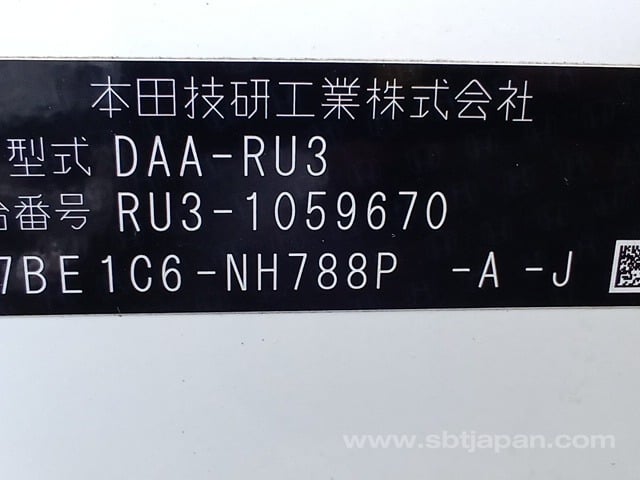 本田技研工業株式会社
型式 DAA-RU3
番号 RU3-1059670
7BE1C6-NH788P -A -J
www.sbtjapan.com